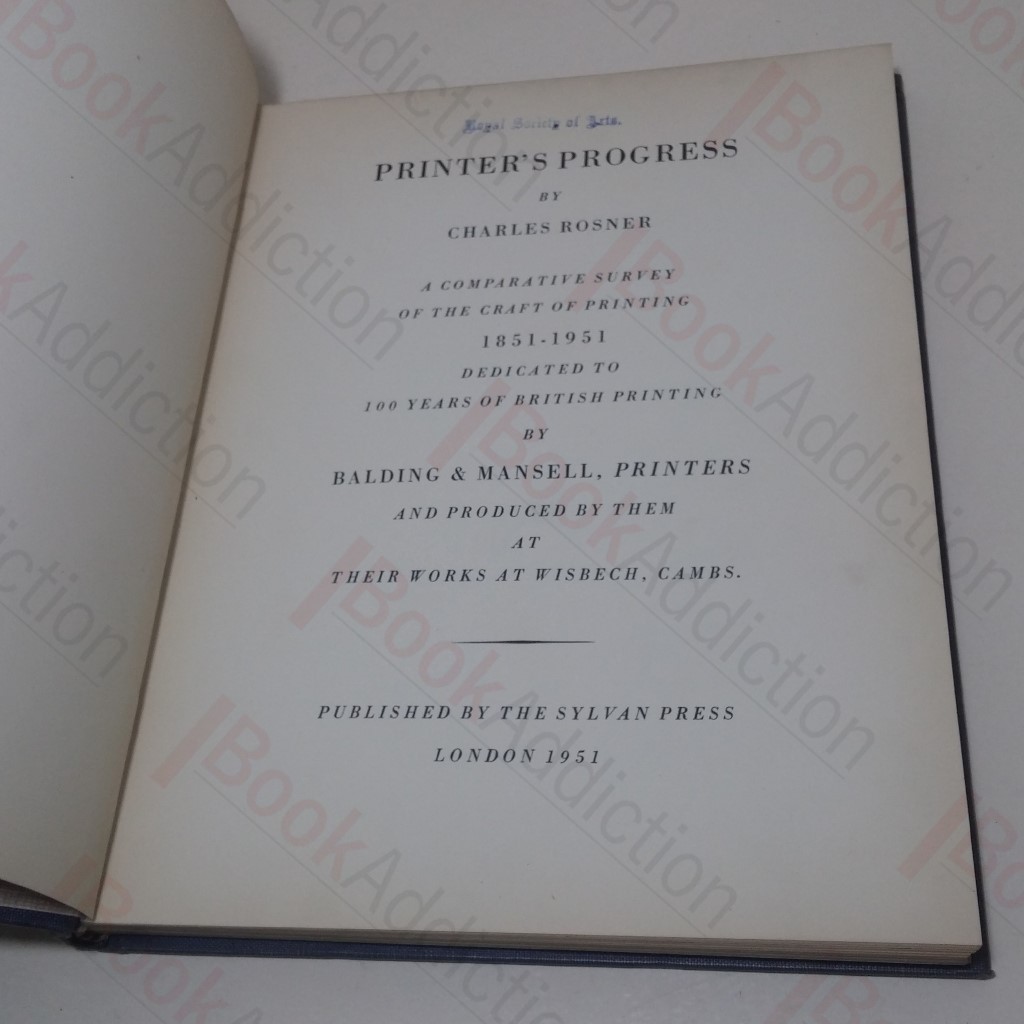 Royal Society of Arts.
PRINTER'S PROGRESS
BY
CHARLES ROSNER
A COMPARATIVE SURVEY
OF THE CRAFT OF PRINTING
1851-1951
DEDICATED TO
100 YEARS OF BRITISH PRINTING
BY
BALDING & MANSELL, PRINTERS
AND PRODUCED BY THEM
AT
THEIR WORKS AT WISBECH, CAMBS.
PUBLISHED BY THE SYLVAN PRESS
LONDON 1951
BookAddiction